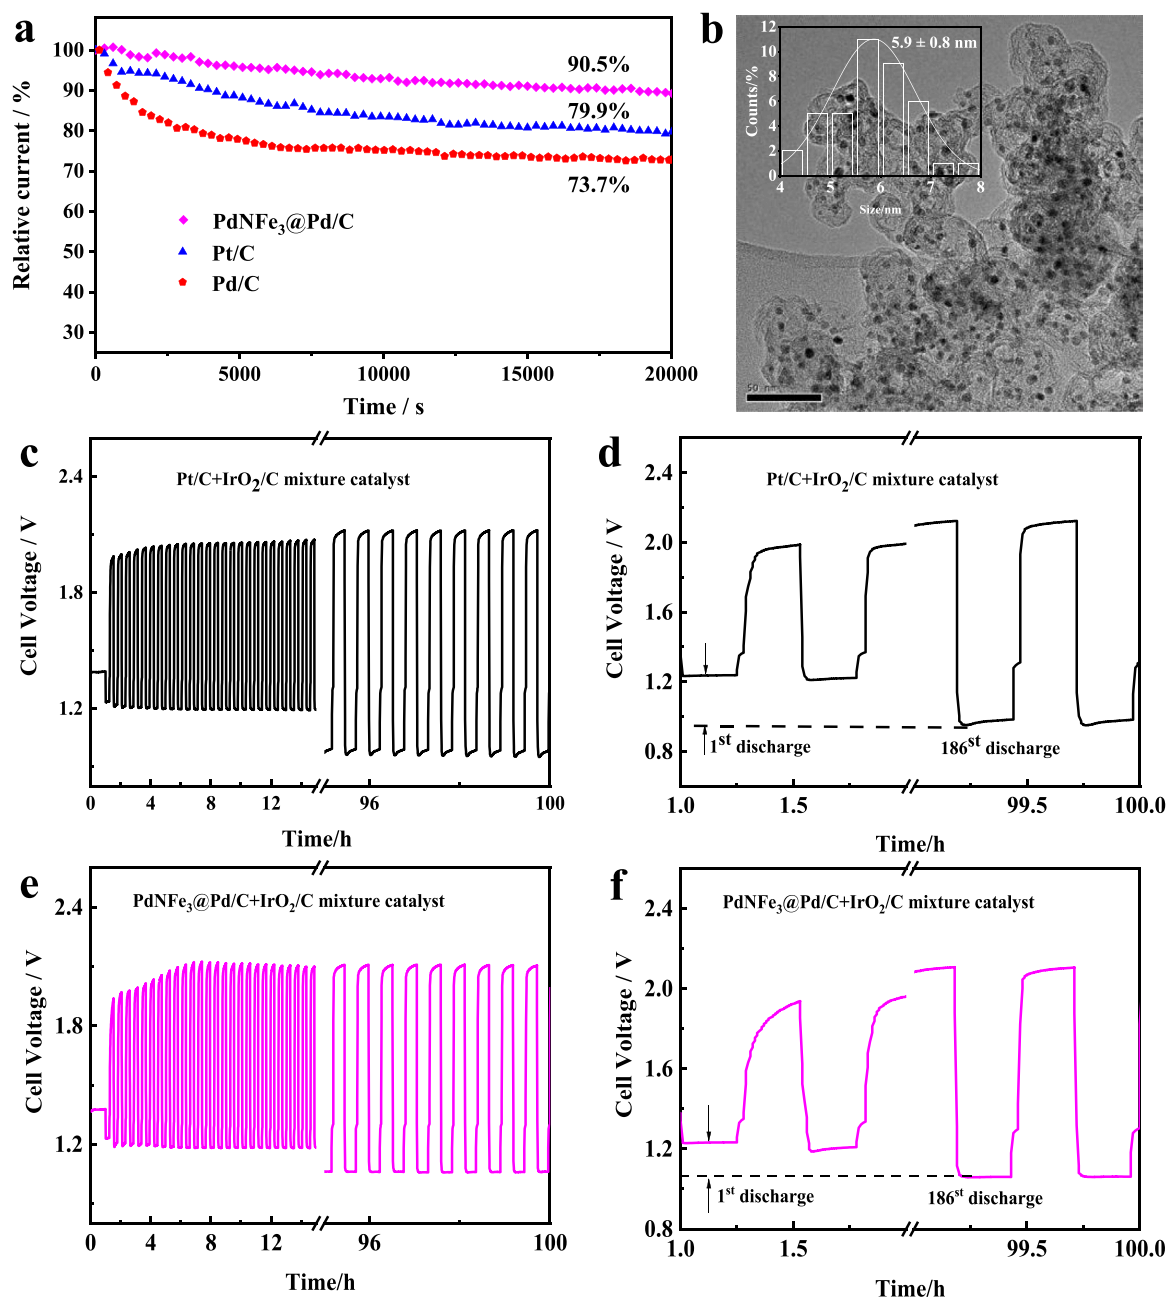 a
Relative current / %
100
90
80
70
60
50
40
30
90.5%
79.9%
73.7%
PdNFe3@Pd/C
Pt/C
Pd/C
0 5000 10000 15000 20000
Time / s
b
Counts/%
12
10
8
6
4
2
0
5.9 ± 0.8 nm
4 5 6 7 8
Size/nm
50 nm
c
Pt/C+IrO2/C mixture catalyst
Cell Voltage / V
2.4
1.8
1.2
0 4 8 12 96 100
Time/h
d
Pt/C+IrO2/C mixture catalyst
Cell Voltage / V
2.4
2.0
1.6
1.2
0.8
1st discharge
186st discharge
1.0 1.5 99.5 100.0
Time/h
e
PdNFe3@Pd/C+IrO2/C mixture catalyst
Cell Voltage / V
2.4
1.8
1.2
0 4 8 12 96 100
Time/h
f
PdNFe3@Pd/C+IrO2/C mixture catalyst
Cell Voltage / V
2.4
2.0
1.6
1.2
0.8
1st discharge
186st discharge
1.0 1.5 99.5 100.0
Time/h